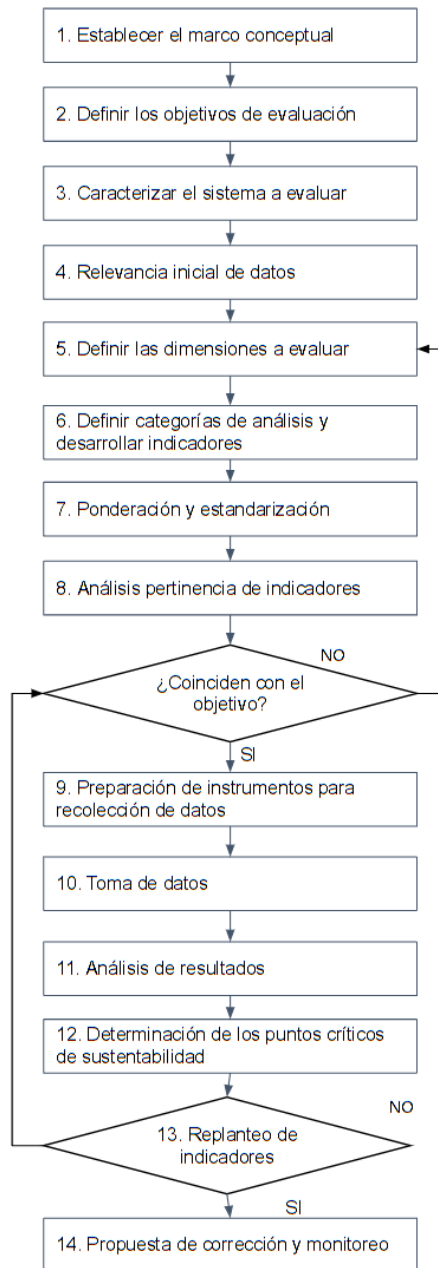 1. Establecer el marco conceptual
2. Definir los objetivos de evaluación
3. Caracterizar el sistema a evaluar
4. Relevancia inicial de datos
5. Definir las dimensiones a evaluar
6. Definir categorías de análisis y
desarrollar indicadores
7. Ponderación y estandarización
8. Análisis pertinencia de indicadores
NO
¿Coinciden con el
objetivo?
SI
9. Preparación de instrumentos para
recolección de datos
10. Toma de datos
11. Análisis de resultados
12. Determinación de los puntos críticos
de sustentabilidad
NO
13. Replanteo de
indicadores
SI
14. Propuesta de corrección y monitoreo